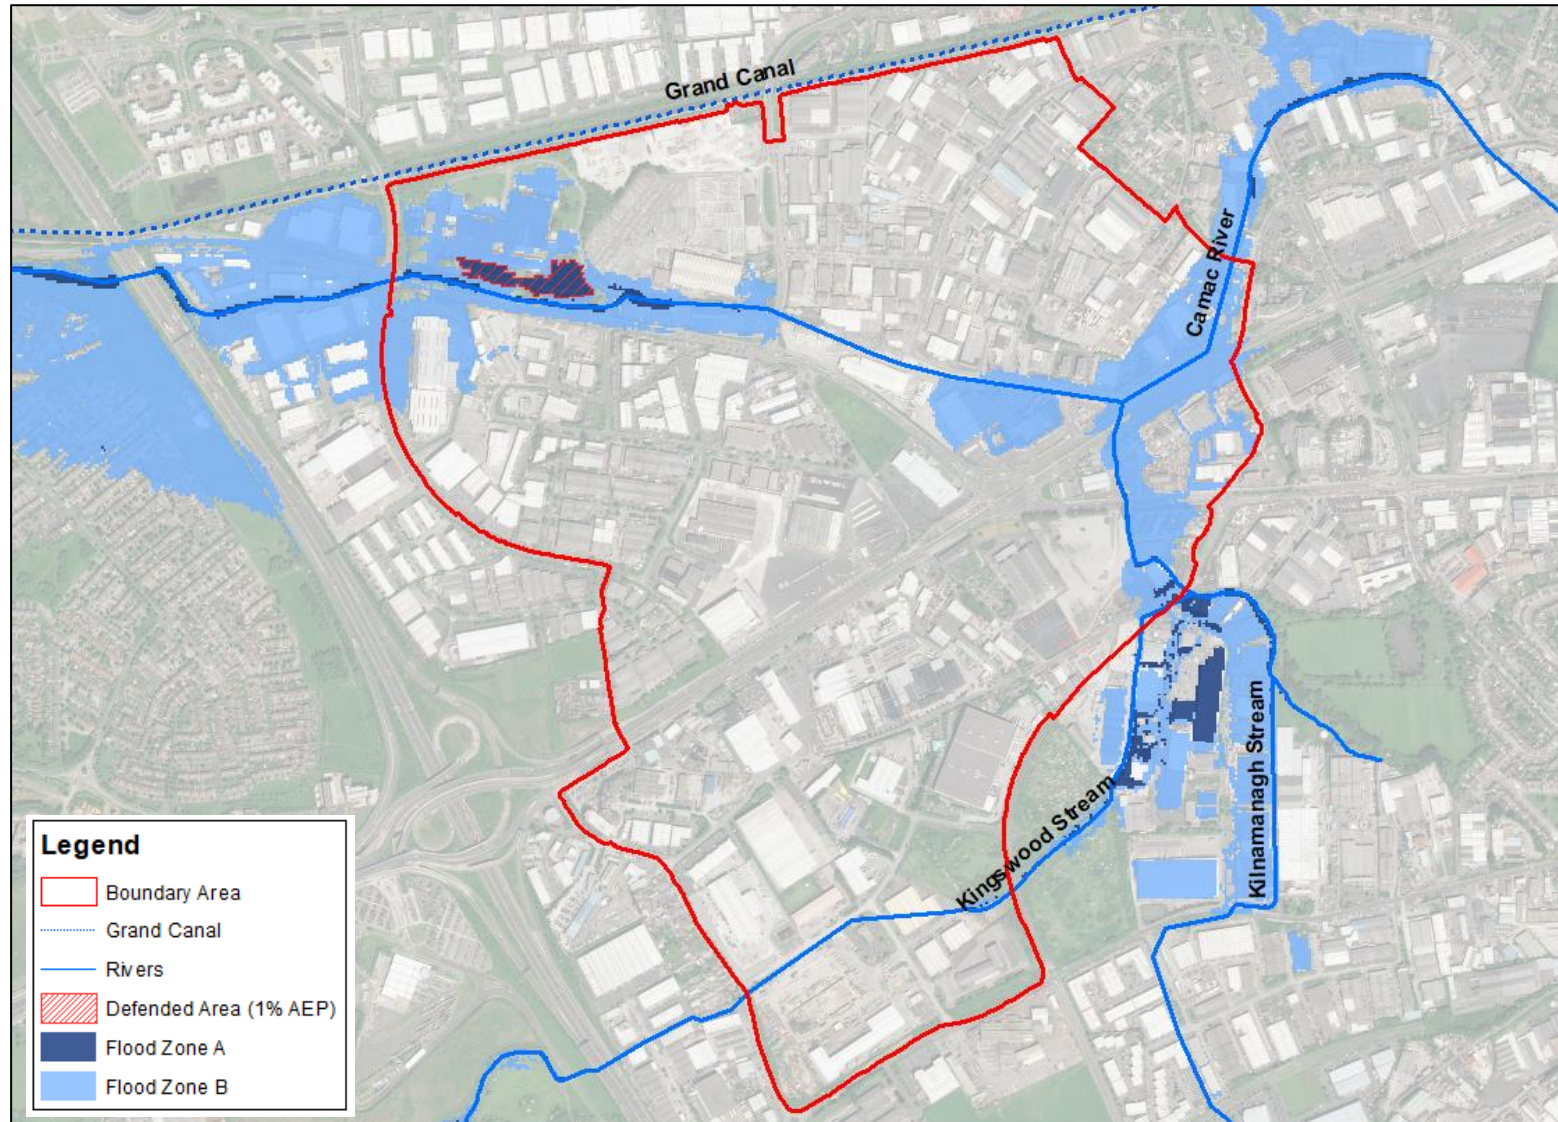 Grand Canal
Camac River
Kingswood Stream
Kilnamanagh Stream
Legend
Boundary Area
Grand Canal
Rivers
Defended Area (1% AEP)
Flood Zone A
Flood Zone B